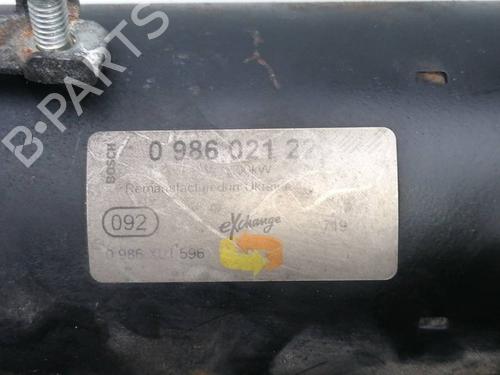 B-PARTS
BOSCH
0 986 021 22
kW
Remanufactured in Ukraine
092
eXchange
719
0 986 XU1 596